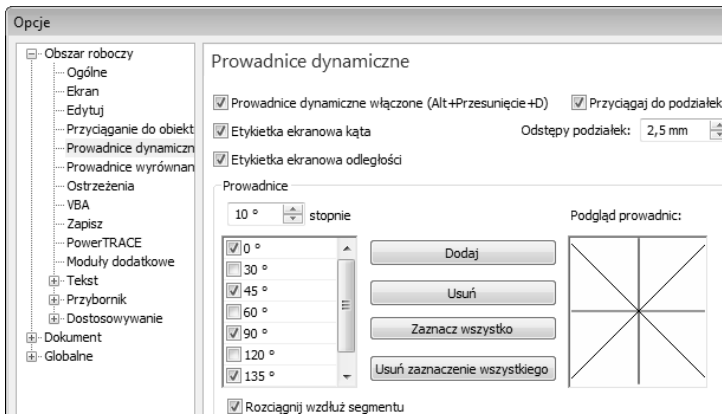 Opcje
Obszar roboczy
Ogólne
Ekran
Edytuj
Przyciąganie do obiekt
Prowadnice dynamiczn
Prowadnice wyrównan
Ostrzeżenia
VBA
Zapisz
PowerTRACE
Moduły dodatkowe
Tekst
Przybornik
Dostosowywanie
Dokument
Globalne
Prowadnice dynamiczne
Prowadnice dynamiczne włączone (Alt+Przesunięcie+D) Przyciągaj do podziałek
Etykietka ekranowa kąta Odstępy podziałek: 2,5 mm
Etykietka ekranowa odległości
Prowadnice
10 ° stopnie Podgląd prowadnic:
0 °
30 °
45 °
60 °
90 °
120 °
135 °
Dodaj
Usuń
Zaznacz wszystko
Usuń zaznaczenie wszystkiego
Rozciągnij wzdłuż segmentu